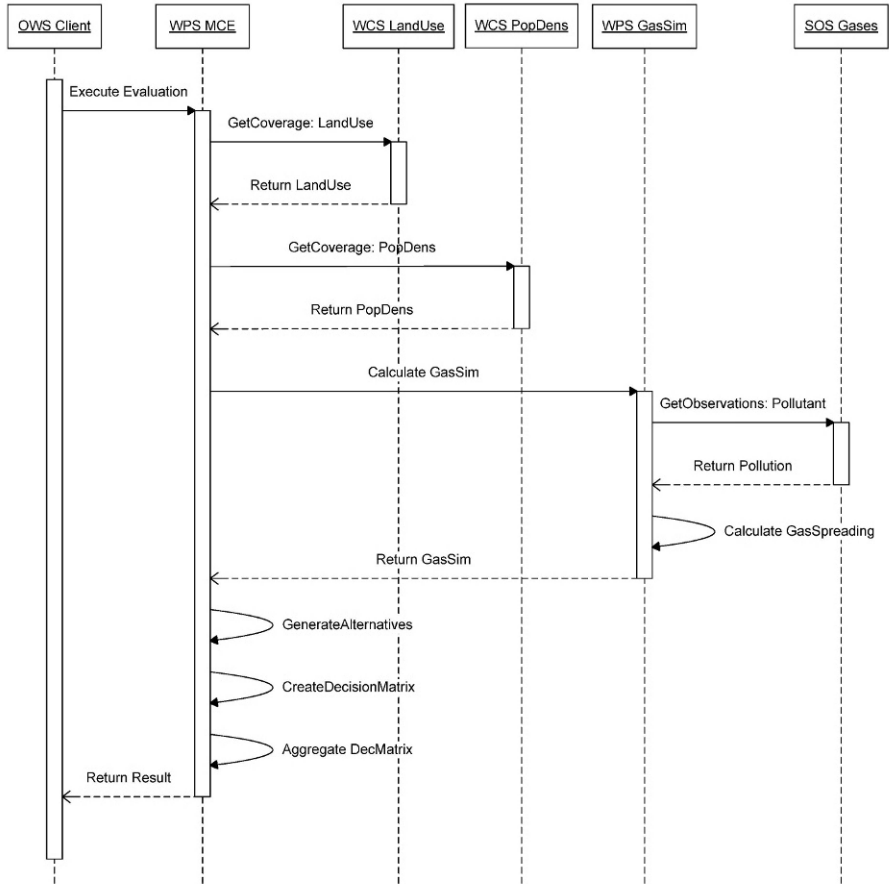 OWS Client
WPS MCE
WCS LandUse
WCS PopDens
WPS GasSim
SOS Gases
Execute Evaluation
GetCoverage: LandUse
Return LandUse
GetCoverage: PopDens
Return PopDens
Calculate GasSim
GetObservations: Pollutant
Return Pollution
Calculate GasSpreading
Return GasSim
GenerateAlternatives
CreateDecisionMatrix
Aggregate DecMatrix
Return Result